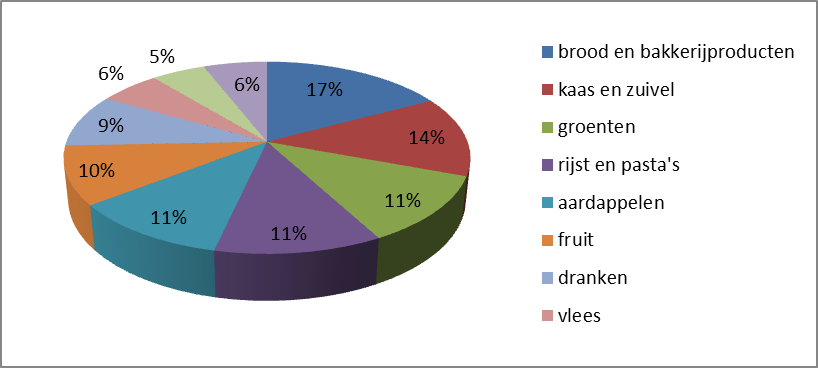 5%
6%
6%
17%
9%
14%
10%
11%
11%
11%
brood en bakkerijproducten
kaas en zuivel
groenten
rijst en pasta's
aardappelen
fruit
dranken
vlees